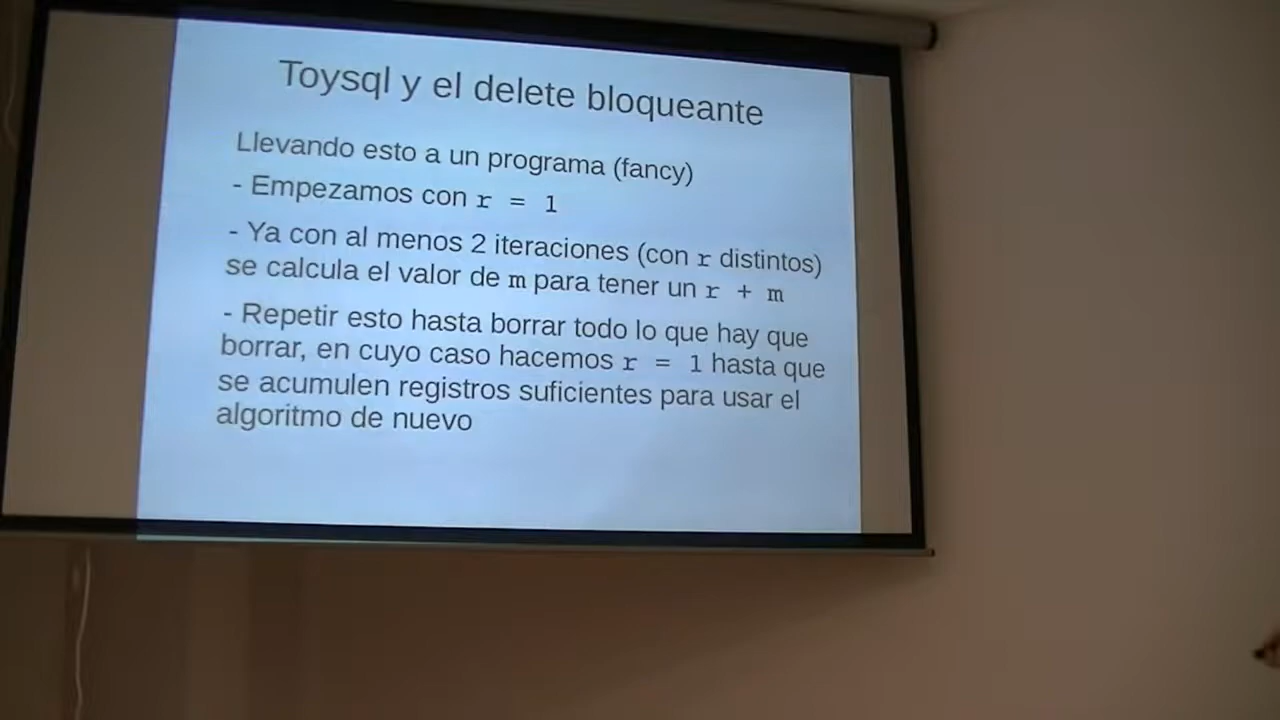 Toysql y el delete bloqueante
Llevando esto a un programa (fancy)
- Empezamos con r = 1
- Ya con al menos 2 iteraciones (con r distintos)
se calcula el valor de m para tener un r + m
- Repetir esto hasta borrar todo lo que hay que
borrar, en cuyo caso hacemos r = 1 hasta que
se acumulen registros suficientes para usar el
algoritmo de nuevo